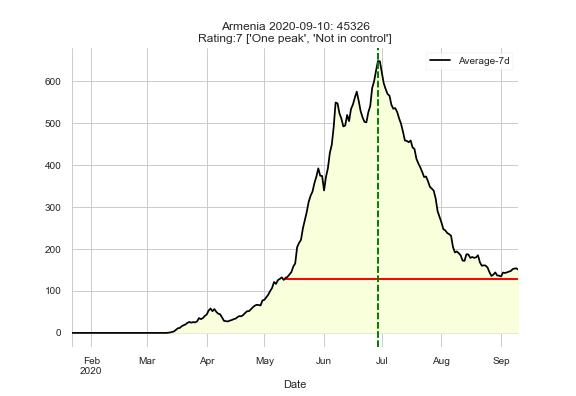 Armenia 2020-09-10: 45326
Rating:7 ['One peak', 'Not in control']
Average-7d
600
500
400
300
200
100
0
Feb
2020
Mar
Apr
May
Jun
Jul
Aug
Sep
Date